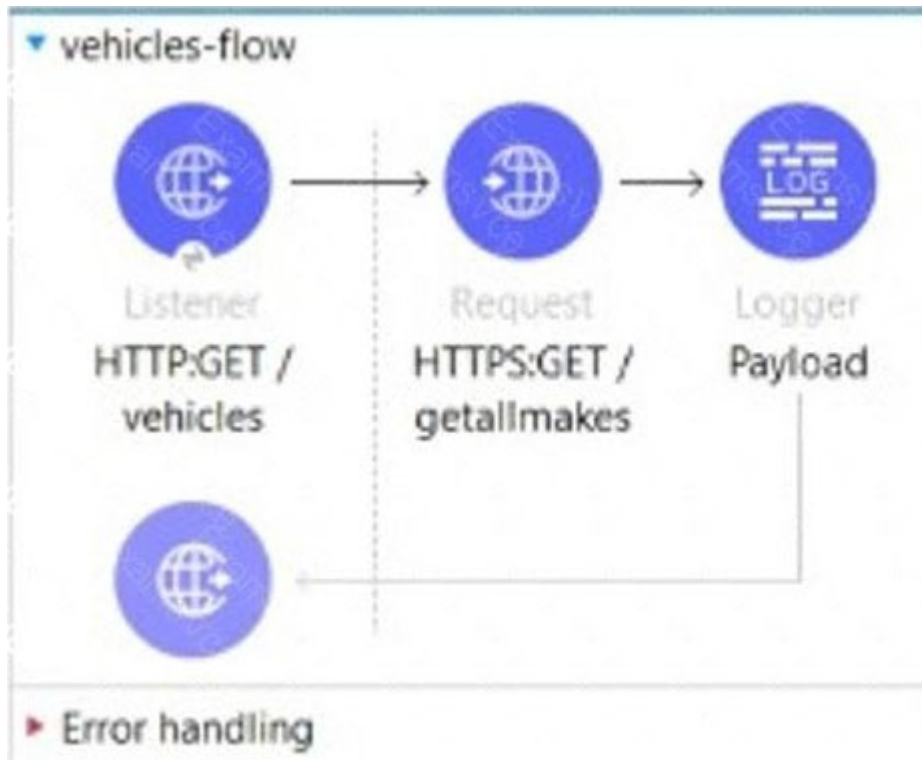 vehicles-flow
LOG
Listener
Request
Logger
HTTP:GET /
HTTPS:GET /
Payload
vehicles
getallmakes
Error handling